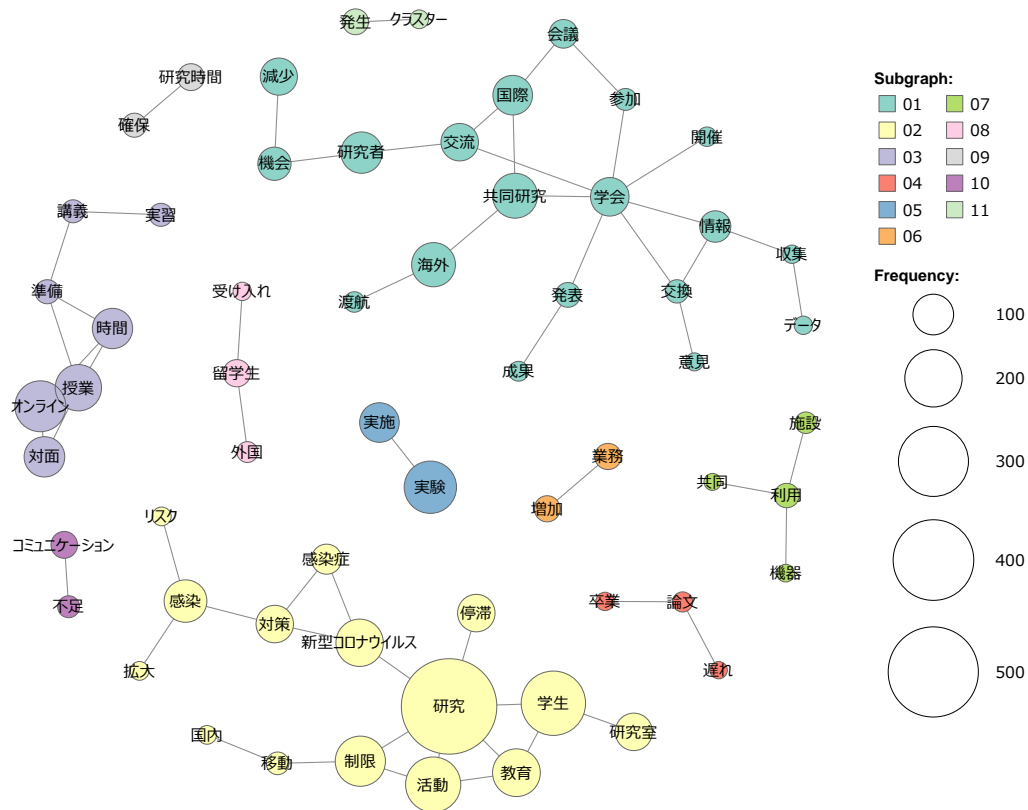 発生
クラスター
会議
研究時間
減少
国際
参加
確保
開催
交流
研究者
機会
共同研究
学会
講義
実習
情報
海外
収集
準備
受け入れ
渡航
発表
交換
時間
データ
留学生
成果
意見
授業
オンライン
実施
施設
対面
外国
業務
実験
共同
利用
増加
リスク
コミュニケーション
感染症
機器
感染
卒業
論文
不足
停滞
対策
新型コロナウイルス
拡大
遅れ
研究
学生
国内
研究室
移動
制限
教育
活動
Subgraph:
01
02
03
04
05
06
07
08
09
10
11
Frequency:
100
200
300
400
500